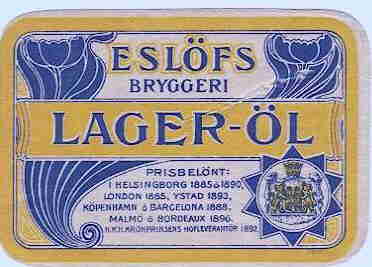 ESLÖFS
BRYGGERI
LAGER-ÖL
PRISBELÖNT:
I HELSINGBORG 1885 & 1890,
LONDON 1885, YSTAD 1893,
KÖPENHAMN & BARCELONA 1888,
MALMÖ & BORDEAUX 1896.
H.K.H. KRONPRINSENS HOFLEVERANTÖR 1892